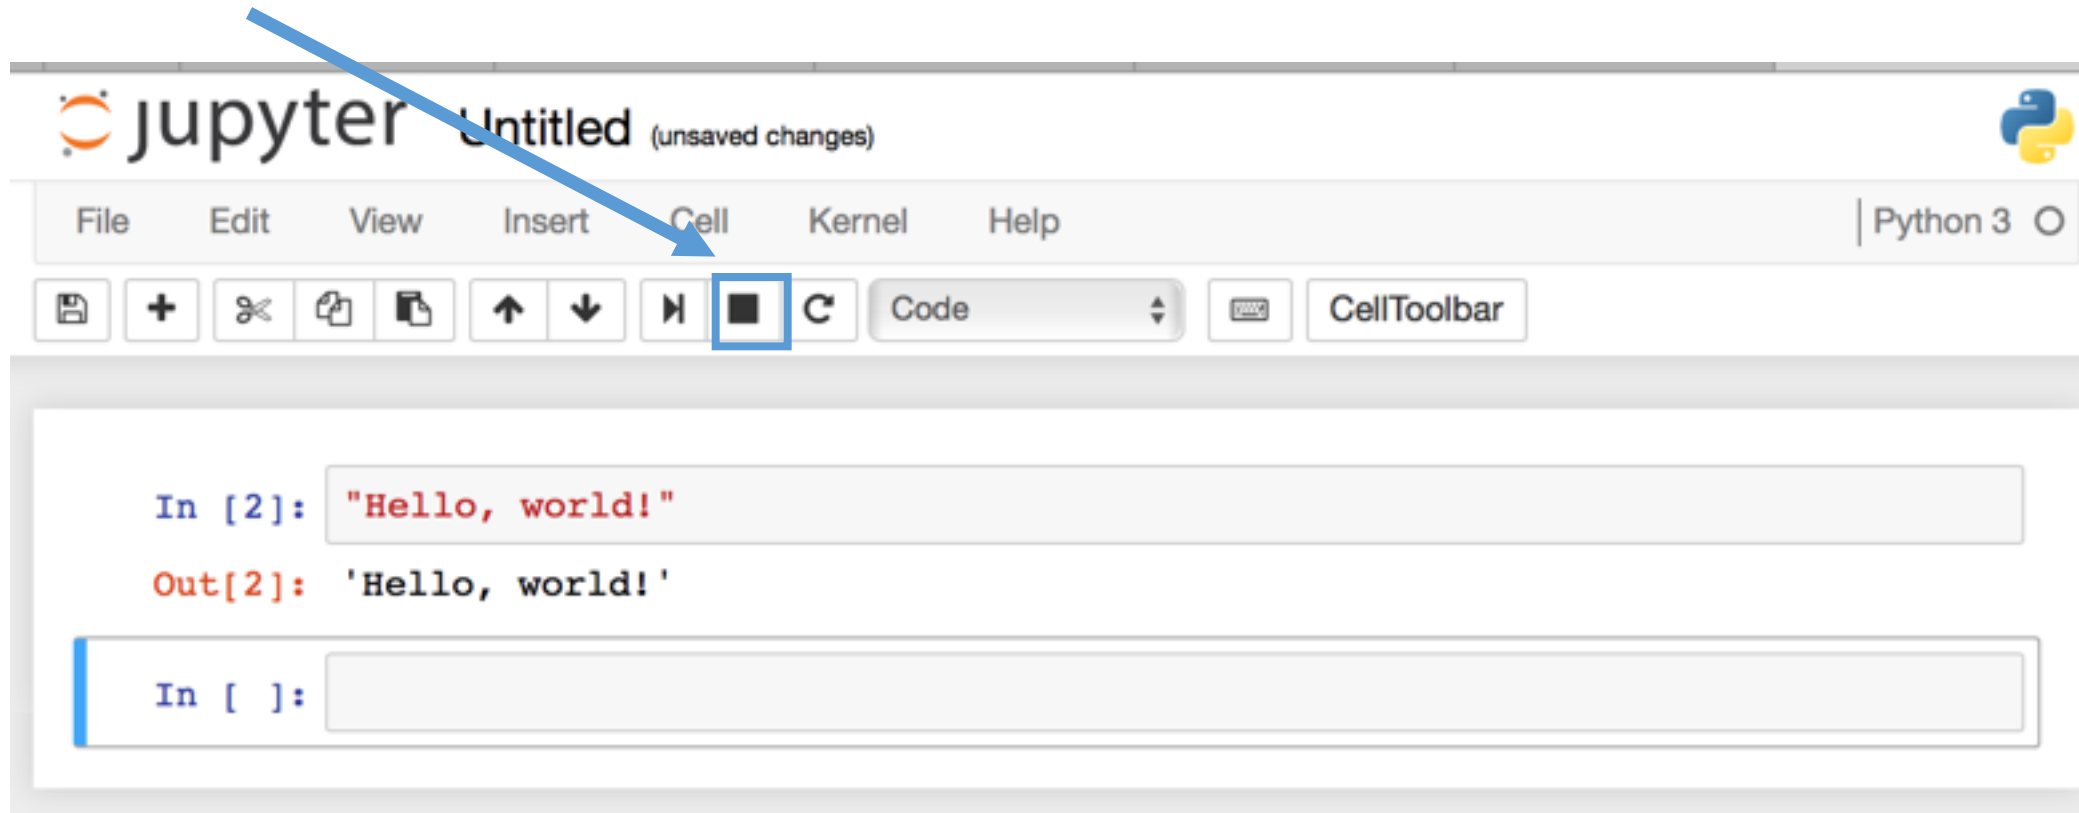 jupyter Untitled (unsaved changes)
File Edit View Insert Cell Kernel Help Python 3
Code CellToolbar
In [2]: "Hello, world!"
Out[2]: 'Hello, world!'
In [ ]: